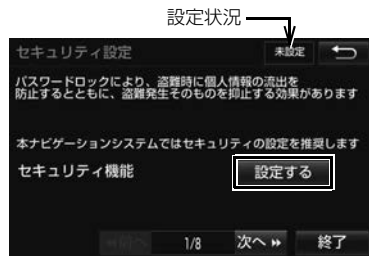 設定状況
セキュリティ設定
未設定
パスワードロックにより、盗難時に個人情報の流出を
防止するとともに、盗難発生そのものを抑止する効果があります
本ナビゲーションシステムではセキュリティの設定を推奨します
セキュリティ機能
設定する
前へ
1/8
次へ
終了